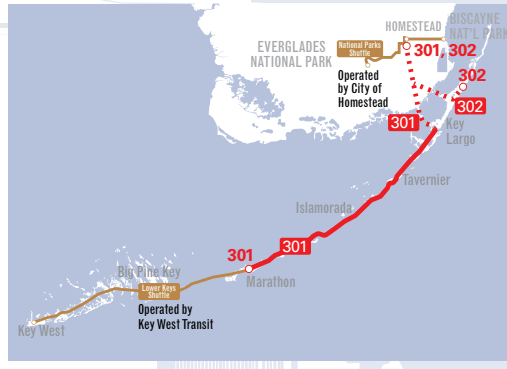 HOMESTEAD
BISCAYNE
NAT'L PARK
EVERGLADES
NATIONAL PARK
National Parks
Shuttle
301, 302
Operated
by City of
Homestead
302
302
301
Key
Largo
Tavernier
Islamorada
301
301
Marathon
Big Pine Key
Lower Keys
Shuttle
Operated by
Key West Transit
Key West